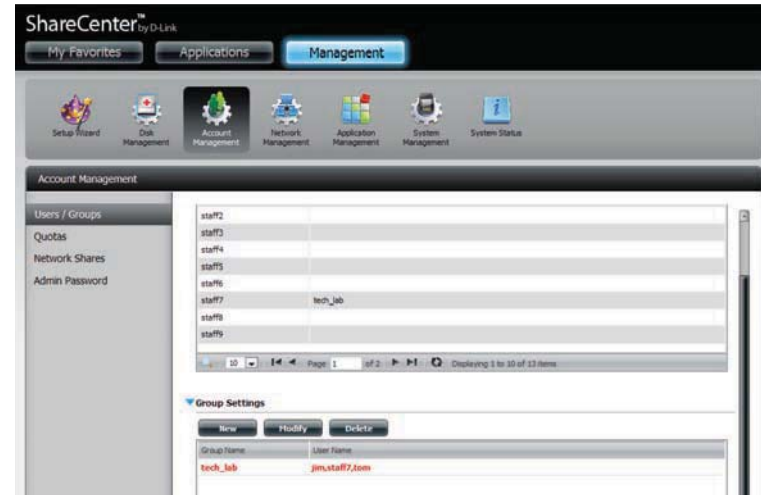 ShareCenter™ by D-Link
My Favorites Applications Management
Setup Wizard Disk Management Account Management Network Management Application Management System Management System Status
Account Management
Users / Groups
Quotas
Network Shares
Admin Password
staff2
staff3
staff4
staff5
staff6
staff7 tech_lab
staff8
staff9
10 Page 1 of 2 Displaying 1 to 10 of 13 items
Group Settings
New Modify Delete
Group Name User Name
tech_lab jim,staff7,tom